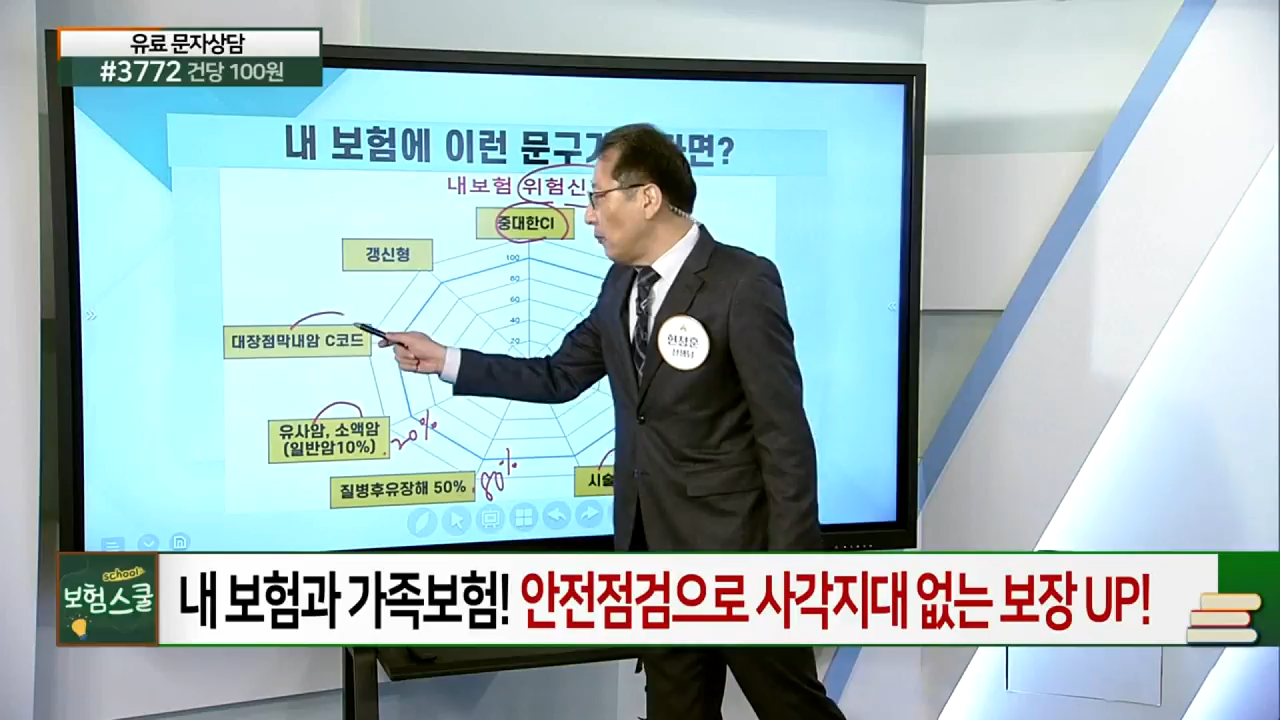 유료 문자상담
#3772 건당 100원
내 보험에 이런 문구가 면?
내보험 위험신
중대한CI
갱신형
100
80
60
40
20
대장점막내암 C코드
유사암, 소액암
(일반암10%)
20%
질병후유장해 50%
80%
시술
현정훈
school
보험스쿨
내 보험과 가족보험! 안전점검으로 사각지대 없는 보장 UP!